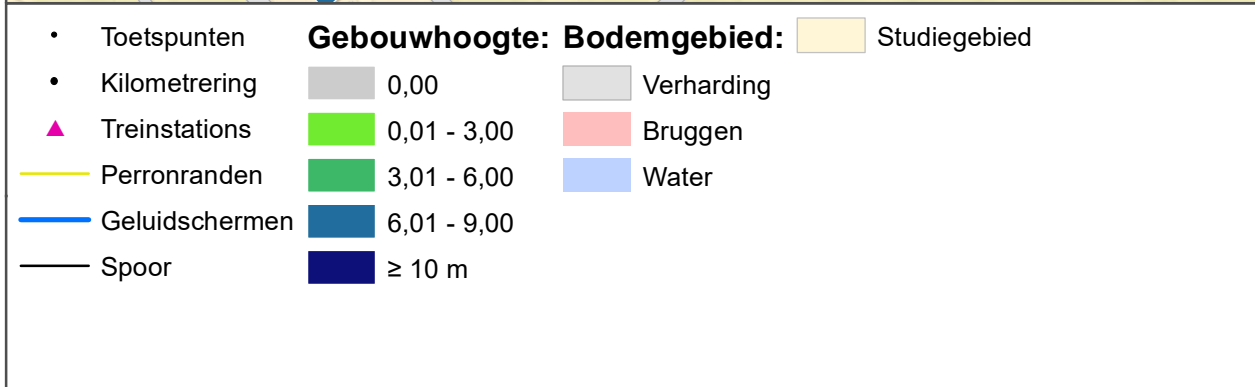 Toetspunten
Kilometrering
Treinstations
Perronranden
Geluidschermen
Spoor
Gebouwhoogte:
0,00
0,01 - 3,00
3,01 - 6,00
6,01 - 9,00
≥ 10 m
Bodemgebied:
Verharding
Bruggen
Water
Studiegebied